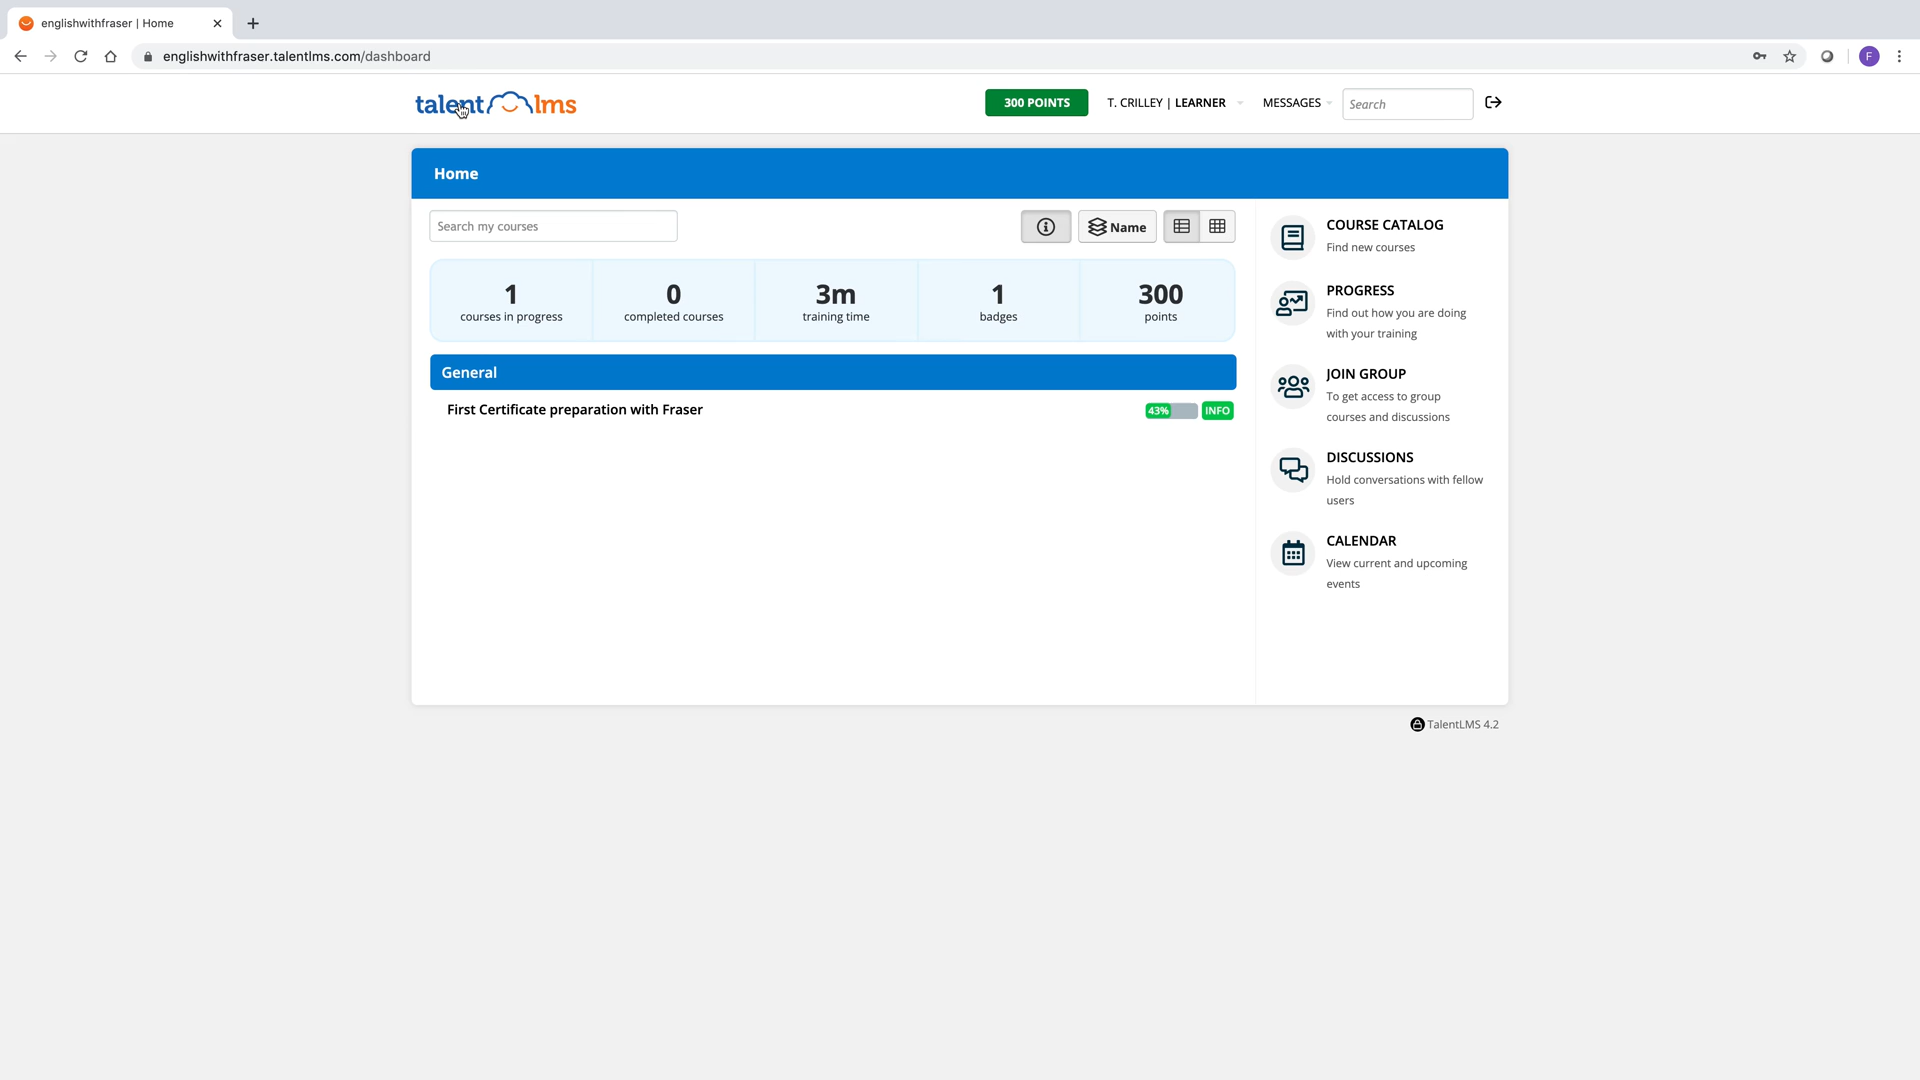 englishwithfraser | Home
englishwithfraser.talentlms.com/dashboard
F
talentlms
300 POINTS
T. CRILLEY | LEARNER
MESSAGES
Search
Home
Search my courses
Name
1
courses in progress
0
completed courses
3m
training time
1
badges
300
points
General
First Certificate preparation with Fraser
43%
INFO
COURSE CATALOG
Find new courses
PROGRESS
Find out how you are doing
with your training
JOIN GROUP
To get access to group
courses and discussions
DISCUSSIONS
Hold conversations with fellow
users
CALENDAR
View current and upcoming
events
TalentLMS 4.2